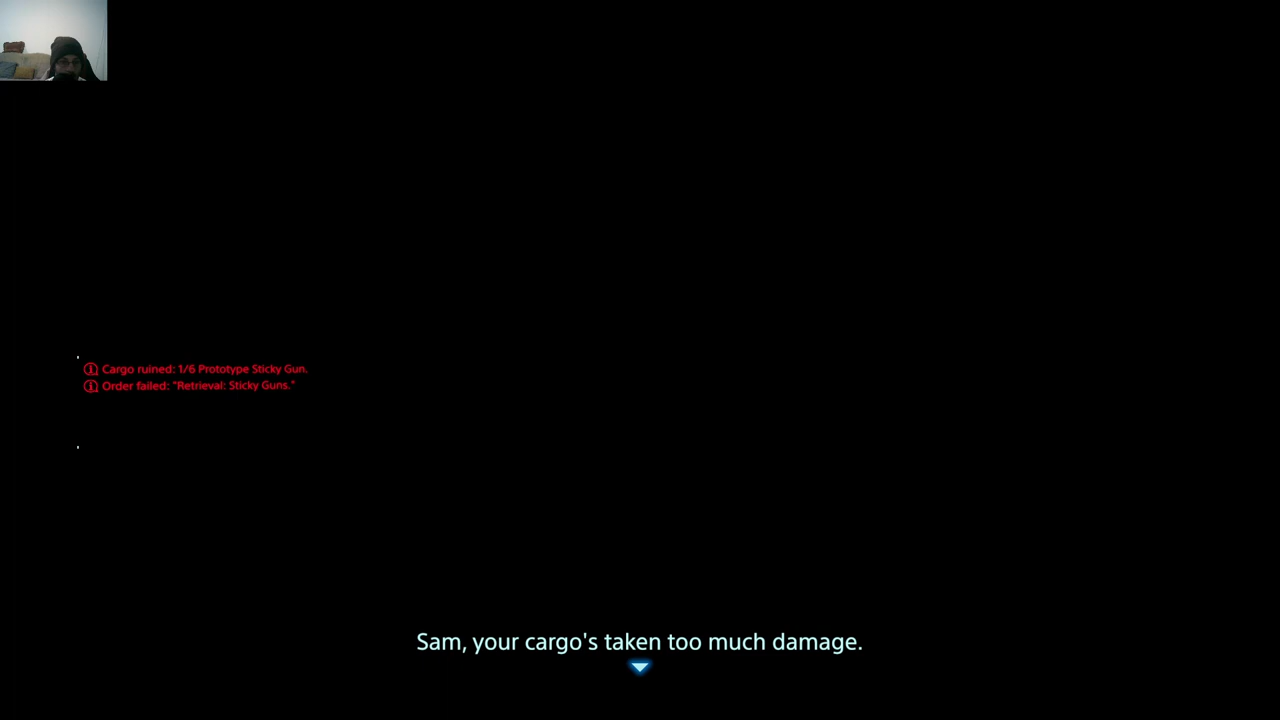 Cargo ruined: 1/6 Prototype Sticky Gun.
Order failed: "Retrieval: Sticky Guns."
Sam, your cargo's taken too much damage.